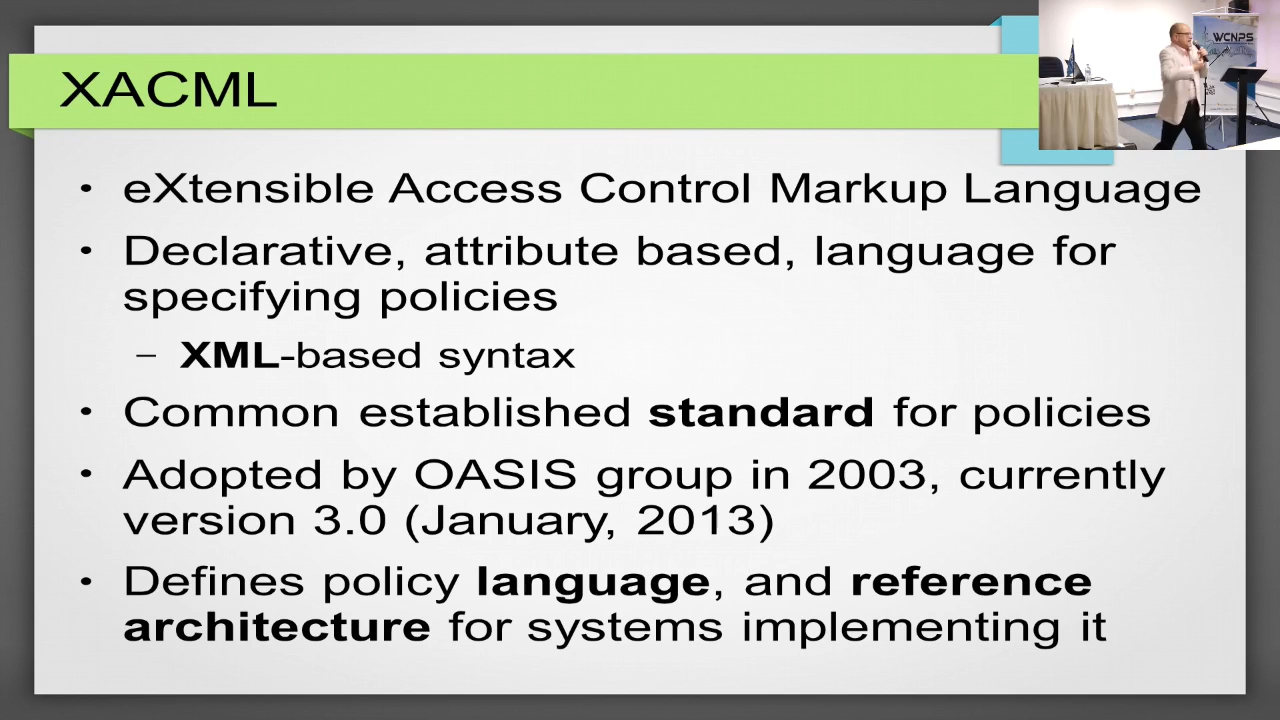 XACML
WCNPS
• eXtensible Access Control Markup Language
• Declarative, attribute based, language for
specifying policies
– XML-based syntax
• Common established standard for policies
• Adopted by OASIS group in 2003, currently
version 3.0 (January, 2013)
• Defines policy language, and reference
architecture for systems implementing it